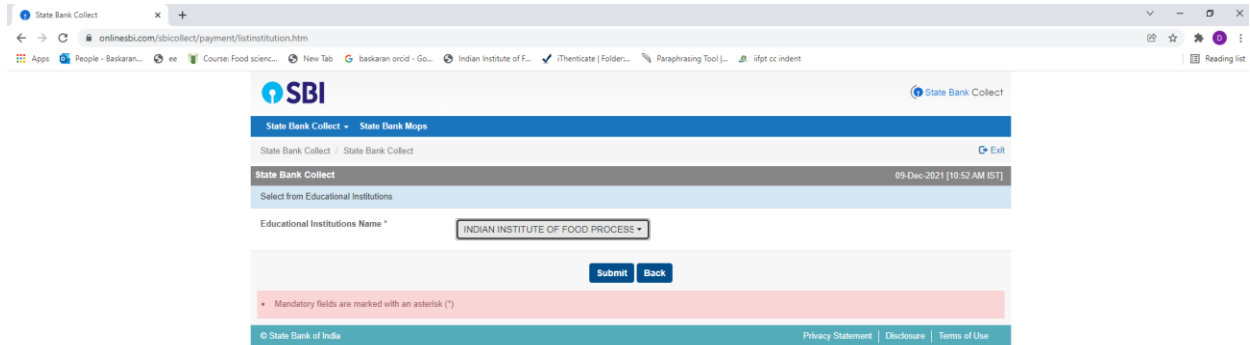 State Bank Collect
onlinesbi.com/sbicollect/payment/listinstitution.htm
Apps People - Baskaran... ee Course: Food scienc... New Tab baskaran orcid - Go... Indian Institute of F... iThenticate | Folder:... Paraphrasing Tool |... iifpt cc indent Reading list
SBI State Bank Collect
State Bank Collect State Bank Mops
State Bank Collect / State Bank Collect Exit
State Bank Collect 09-Dec-2021 [10:52 AM IST]
Select from Educational Institutions
Educational Institutions Name * INDIAN INSTITUTE OF FOOD PROCESS
Submit Back
Mandatory fields are marked with an asterisk (*)
© State Bank of India Privacy Statement | Disclosure | Terms of Use